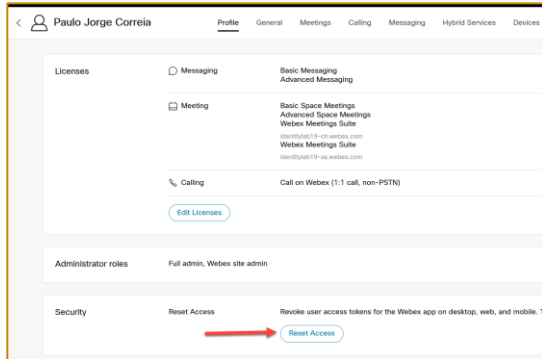 Paulo Jorge Correia
Profile General Meetings Calling Messaging Hybrid Services Devices
Licenses
Messaging
Basic Messaging
Advanced Messaging
Meeting
Basic Space Meetings
Advanced Space Meetings
Webex Meetings Suite
identitylab19-ch.webex.com
Webex Meetings Suite
identitylab19-sa.webex.com
Calling
Call on Webex (1:1 call, non-PSTN)
Edit Licenses
Administrator roles
Full admin, Webex site admin
Security
Reset Access
Revoke user access tokens for the Webex app on desktop, web, and mobile. T
Reset Access